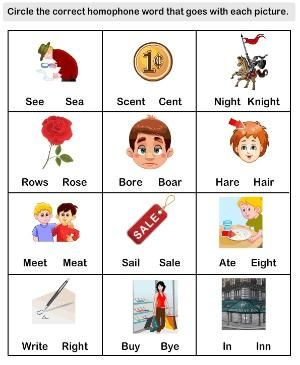 Circle the correct homophone word that goes with each picture.
1¢
See Sea
Scent Cent
Night Knight
Rows Rose
Bore Boar
Hare Hair
SALE
Meet Meat
Sail Sale
Ate Eight
Write Right
Buy Bye
In Inn